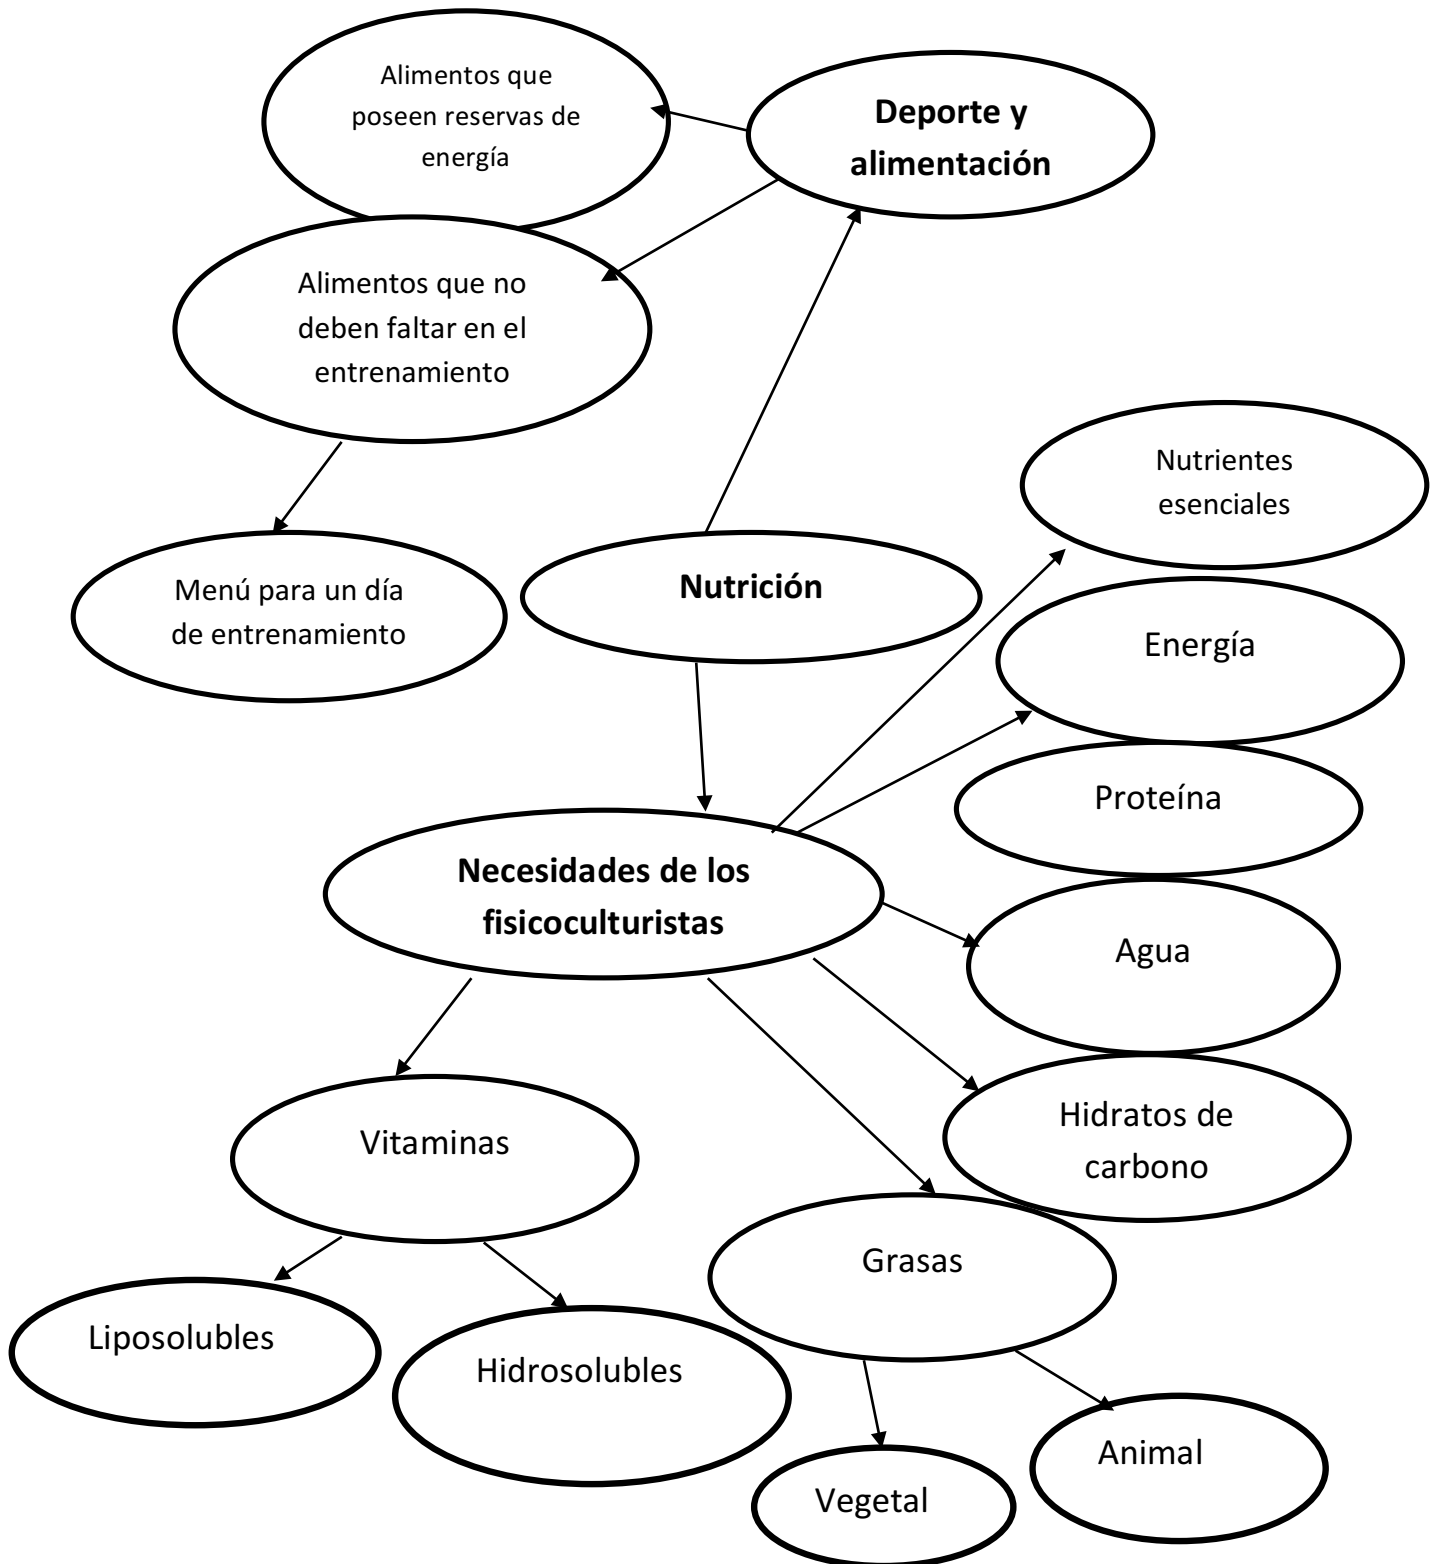 Alimentos que
poseen reservas de
energía
Deporte y
alimentación
Alimentos que no
deben faltar en el
entrenamiento
Nutrientes
esenciales
Menú para un día
de entrenamiento
Nutrición
Energía
Proteína
Necesidades de los
fisicoculturistas
Agua
Hidratos de
carbono
Vitaminas
Grasas
Liposolubles
Hidrosolubles
Animal
Vegetal